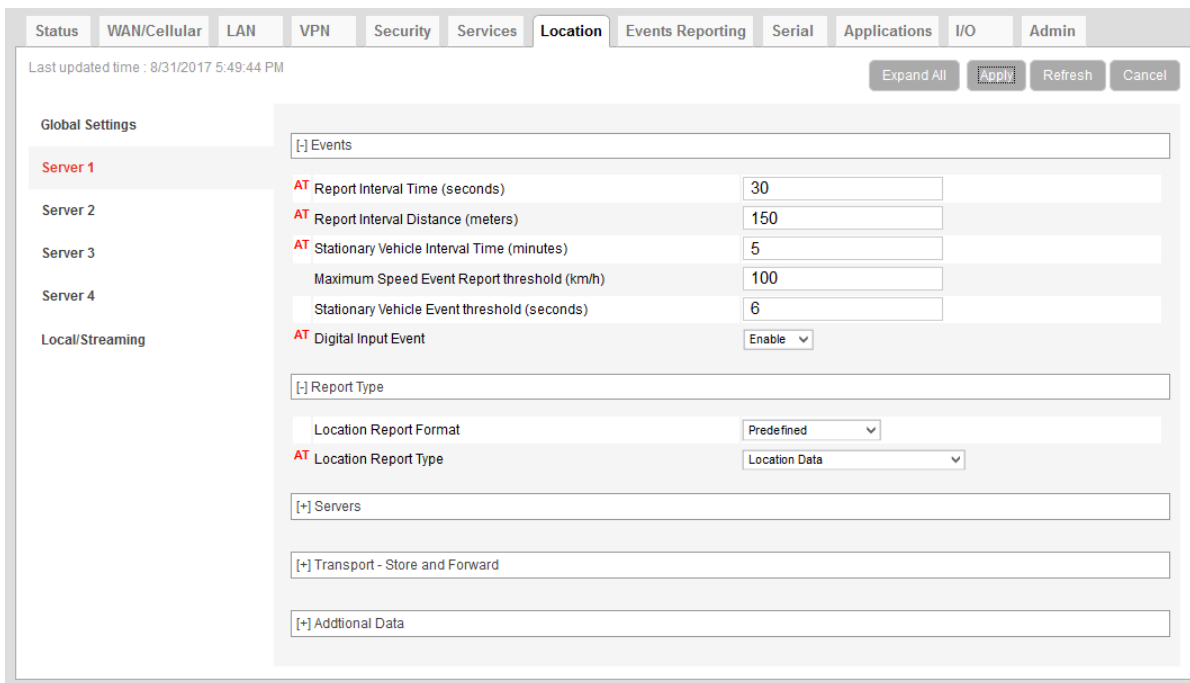 Status WAN/Cellular LAN VPN Security Services Location Events Reporting Serial Applications I/O Admin
Last updated time : 8/31/2017 5:49:44 PM
Expand All Apply Refresh Cancel
Global Settings
Server 1
Server 2
Server 3
Server 4
Local/Streaming
[-] Events
AT Report Interval Time (seconds) 30
AT Report Interval Distance (meters) 150
AT Stationary Vehicle Interval Time (minutes) 5
Maximum Speed Event Report threshold (km/h) 100
Stationary Vehicle Event threshold (seconds) 6
AT Digital Input Event Enable
[-] Report Type
Location Report Format Predefined
AT Location Report Type Location Data
[+] Servers
[+] Transport - Store and Forward
[+] Addtional Data